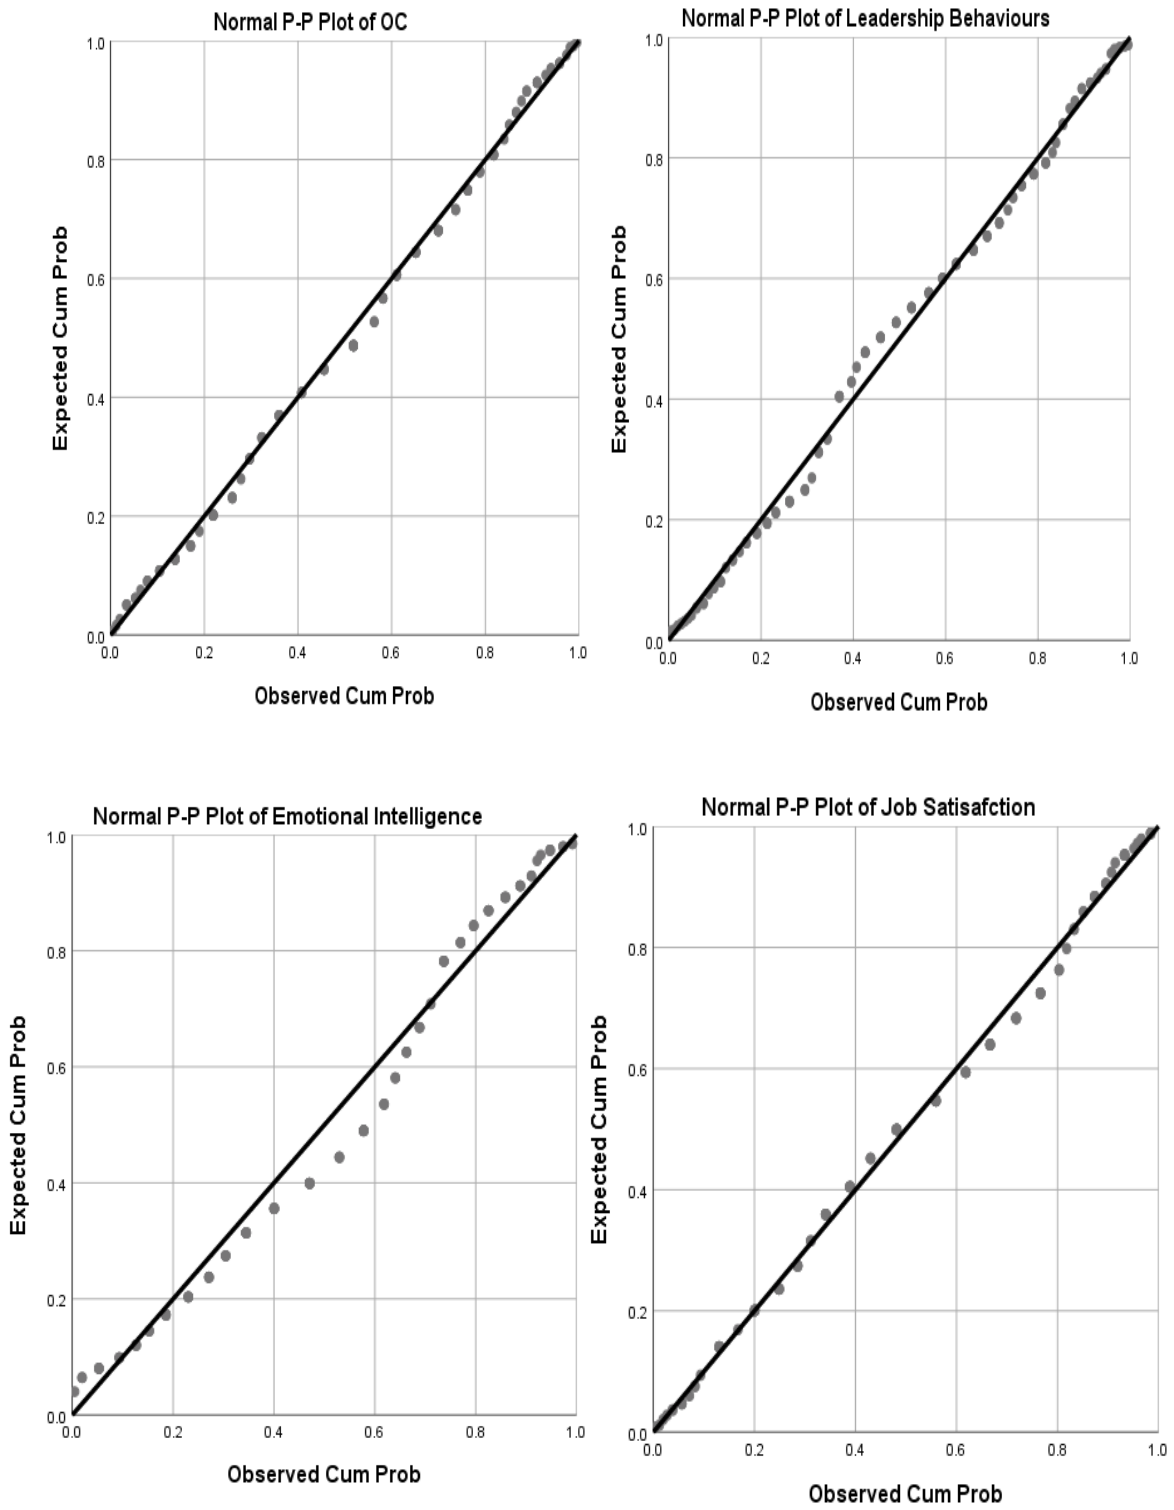 Normal P-P Plot of OC
Expected Cum Prob
1.0
0.8
0.6
0.4
0.2
0.0
0.0 0.2 0.4 0.6 0.8 1.0
Observed Cum Prob
Normal P-P Plot of Leadership Behaviours
Expected Cum Prob
1.0
0.8
0.6
0.4
0.2
0.0
0.0 0.2 0.4 0.6 0.8 1.0
Observed Cum Prob
Normal P-P Plot of Emotional Intelligence
Expected Cum Prob
1.0
0.8
0.6
0.4
0.2
0.0
0.0 0.2 0.4 0.6 0.8 1.0
Observed Cum Prob
Normal P-P Plot of Job Satisafction
Expected Cum Prob
1.0
0.8
0.6
0.4
0.2
0.0
0.0 0.2 0.4 0.6 0.8 1.0
Observed Cum Prob